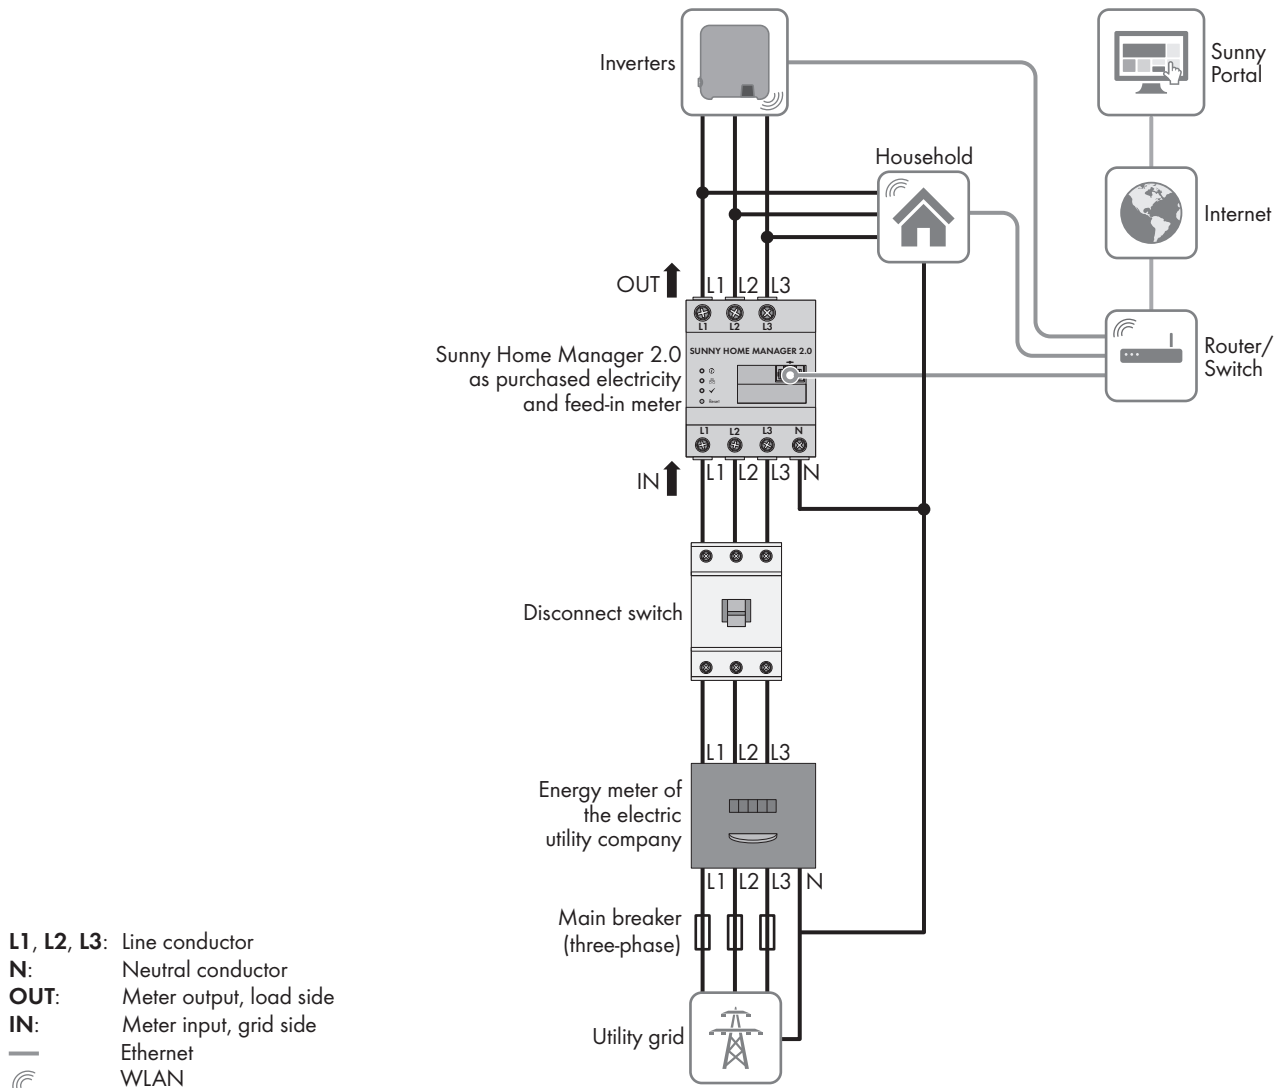 Inverters
Sunny
Portal
Household
Internet
OUT L1 L2 L3
L1 L2 L3
Sunny Home Manager 2.0
as purchased electricity
and feed-in meter
SUNNY HOME MANAGER 2.0
Reset
Router/
Switch
L1 L2 L3 N
IN L1 L2 L3 N
Disconnect switch
L1 L2 L3
Energy meter of
the electric
utility company
L1 L2 L3 N
Main breaker
(three-phase)
Utility grid
L1, L2, L3: Line conductor
N: Neutral conductor
OUT: Meter output, load side
IN: Meter input, grid side
Ethernet
WLAN